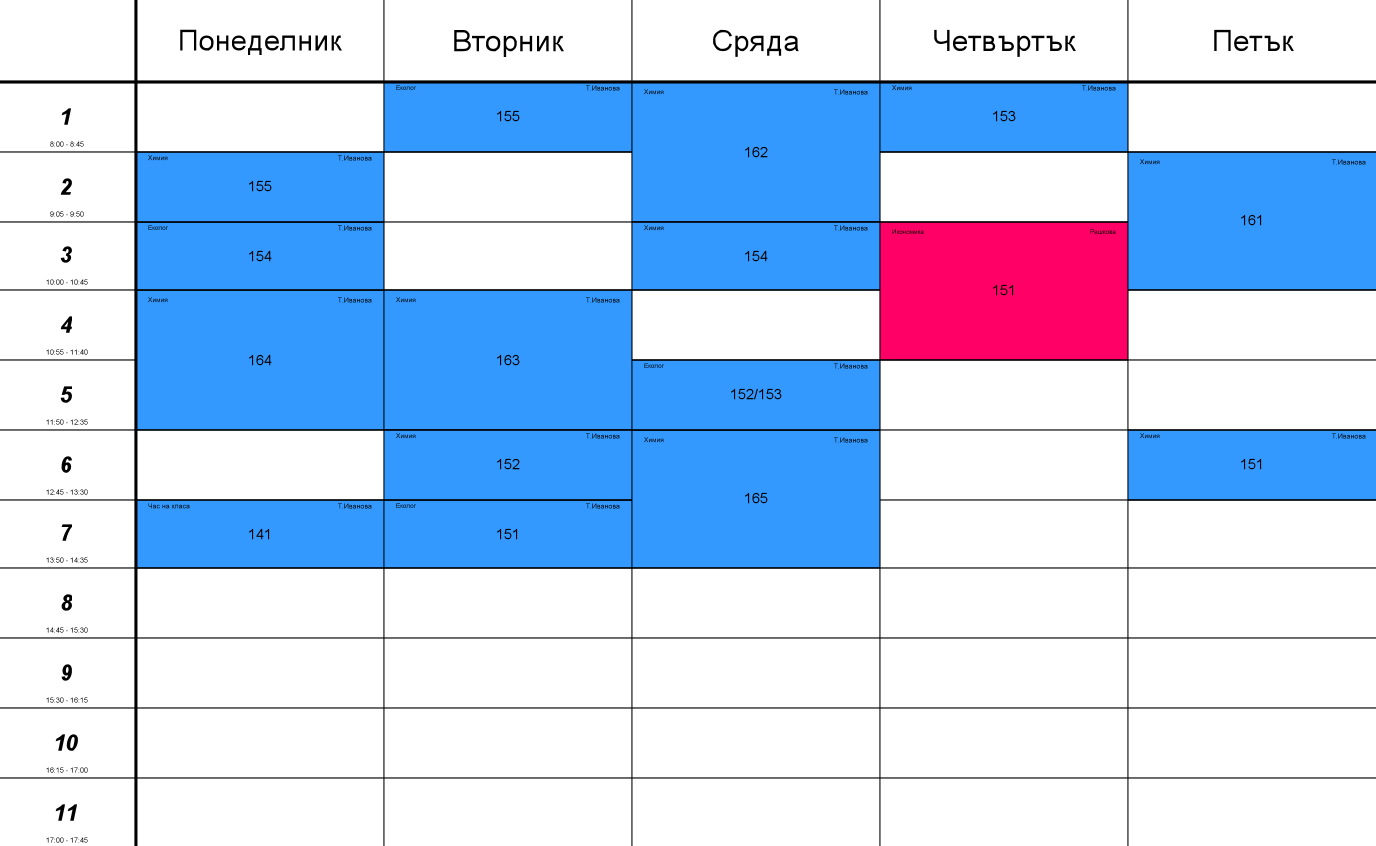 Понеделник Вторник Сряда Четвъртък Петък
Еколог Т.Иванова Химия Т.Иванова Химия Т.Иванова
1 155 162 153
8:00 - 8:45
Химия Т.Иванова Химия Т.Иванова
2 155 161
9:05 - 9:50
Еколог Т.Иванова Химия Т.Иванова Икономика Рашкова
3 154 154 151
10:00 - 10:45
Химия Т.Иванова Химия Т.Иванова
4 164 163
10:55 - 11:40
Еколог Т.Иванова
5 152/153
11:50 - 12:35
Химия Т.Иванова Химия Т.Иванова Химия Т.Иванова
6 152 165 151
12:45 - 13:30
Час на класа Т.Иванова Еколог Т.Иванова
7 141 151
13:50 - 14:35
8
14:45 - 15:30
9
15:30 - 16:15
10
16:15 - 17:00
11
17:00 - 17:45